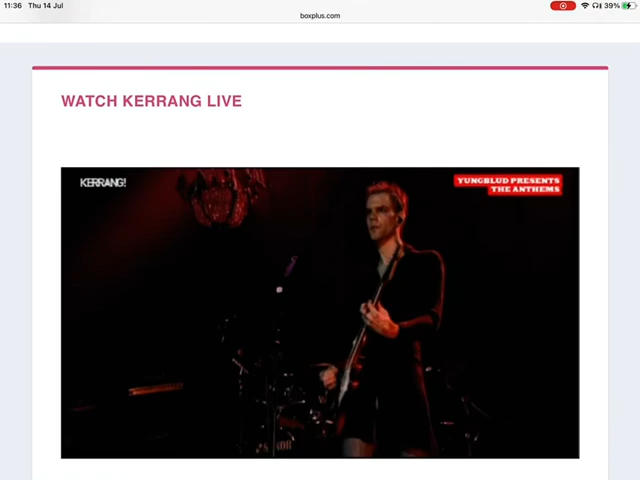 11:36 Thu 14 Jul
39%
boxplus.com
WATCH KERRANG LIVE
KERRANG!
YUNGBLUD PRESENTS
THE ANTHEMS